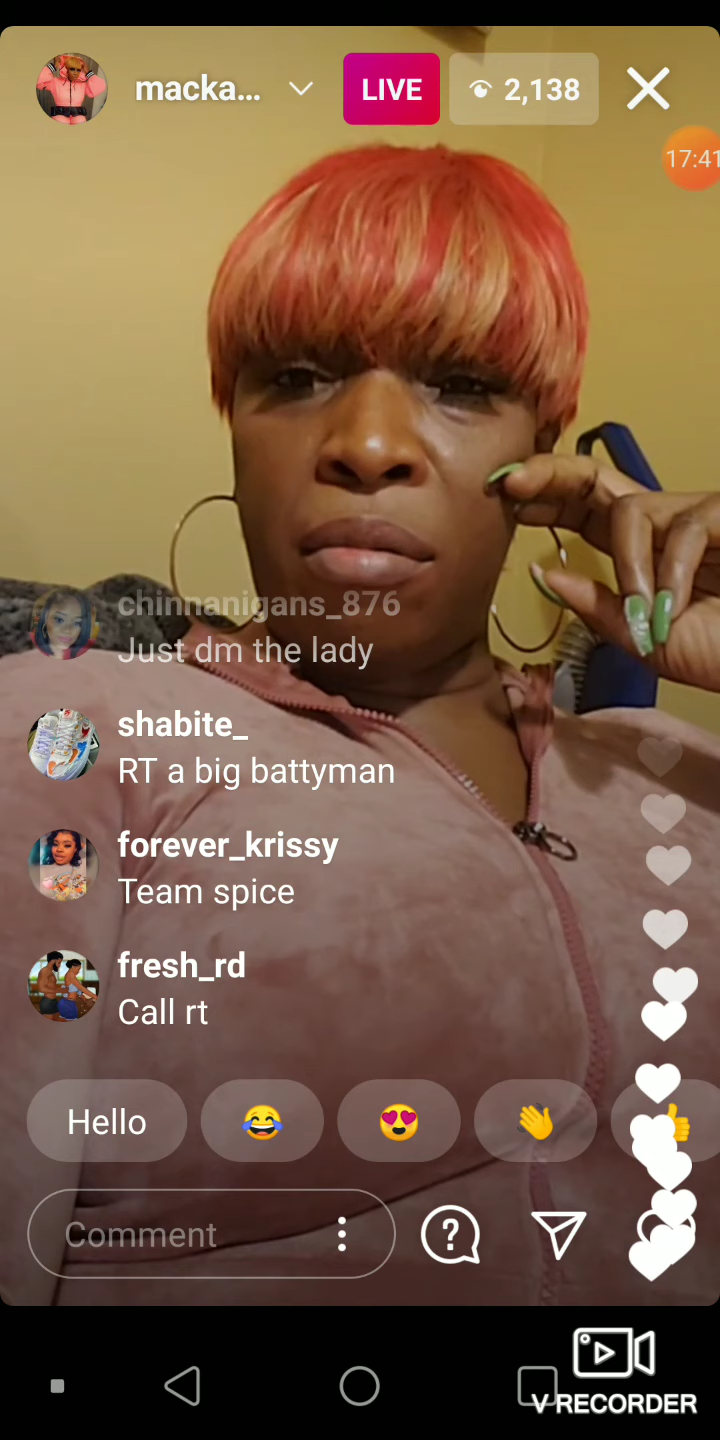 macka...
LIVE
2,138
17:41
chinnanigans_876
Just dm the lady
shabite_
RT a big battyman
forever_krissy
Team spice
fresh_rd
Call rt
Hello
Comment
V RECORDER